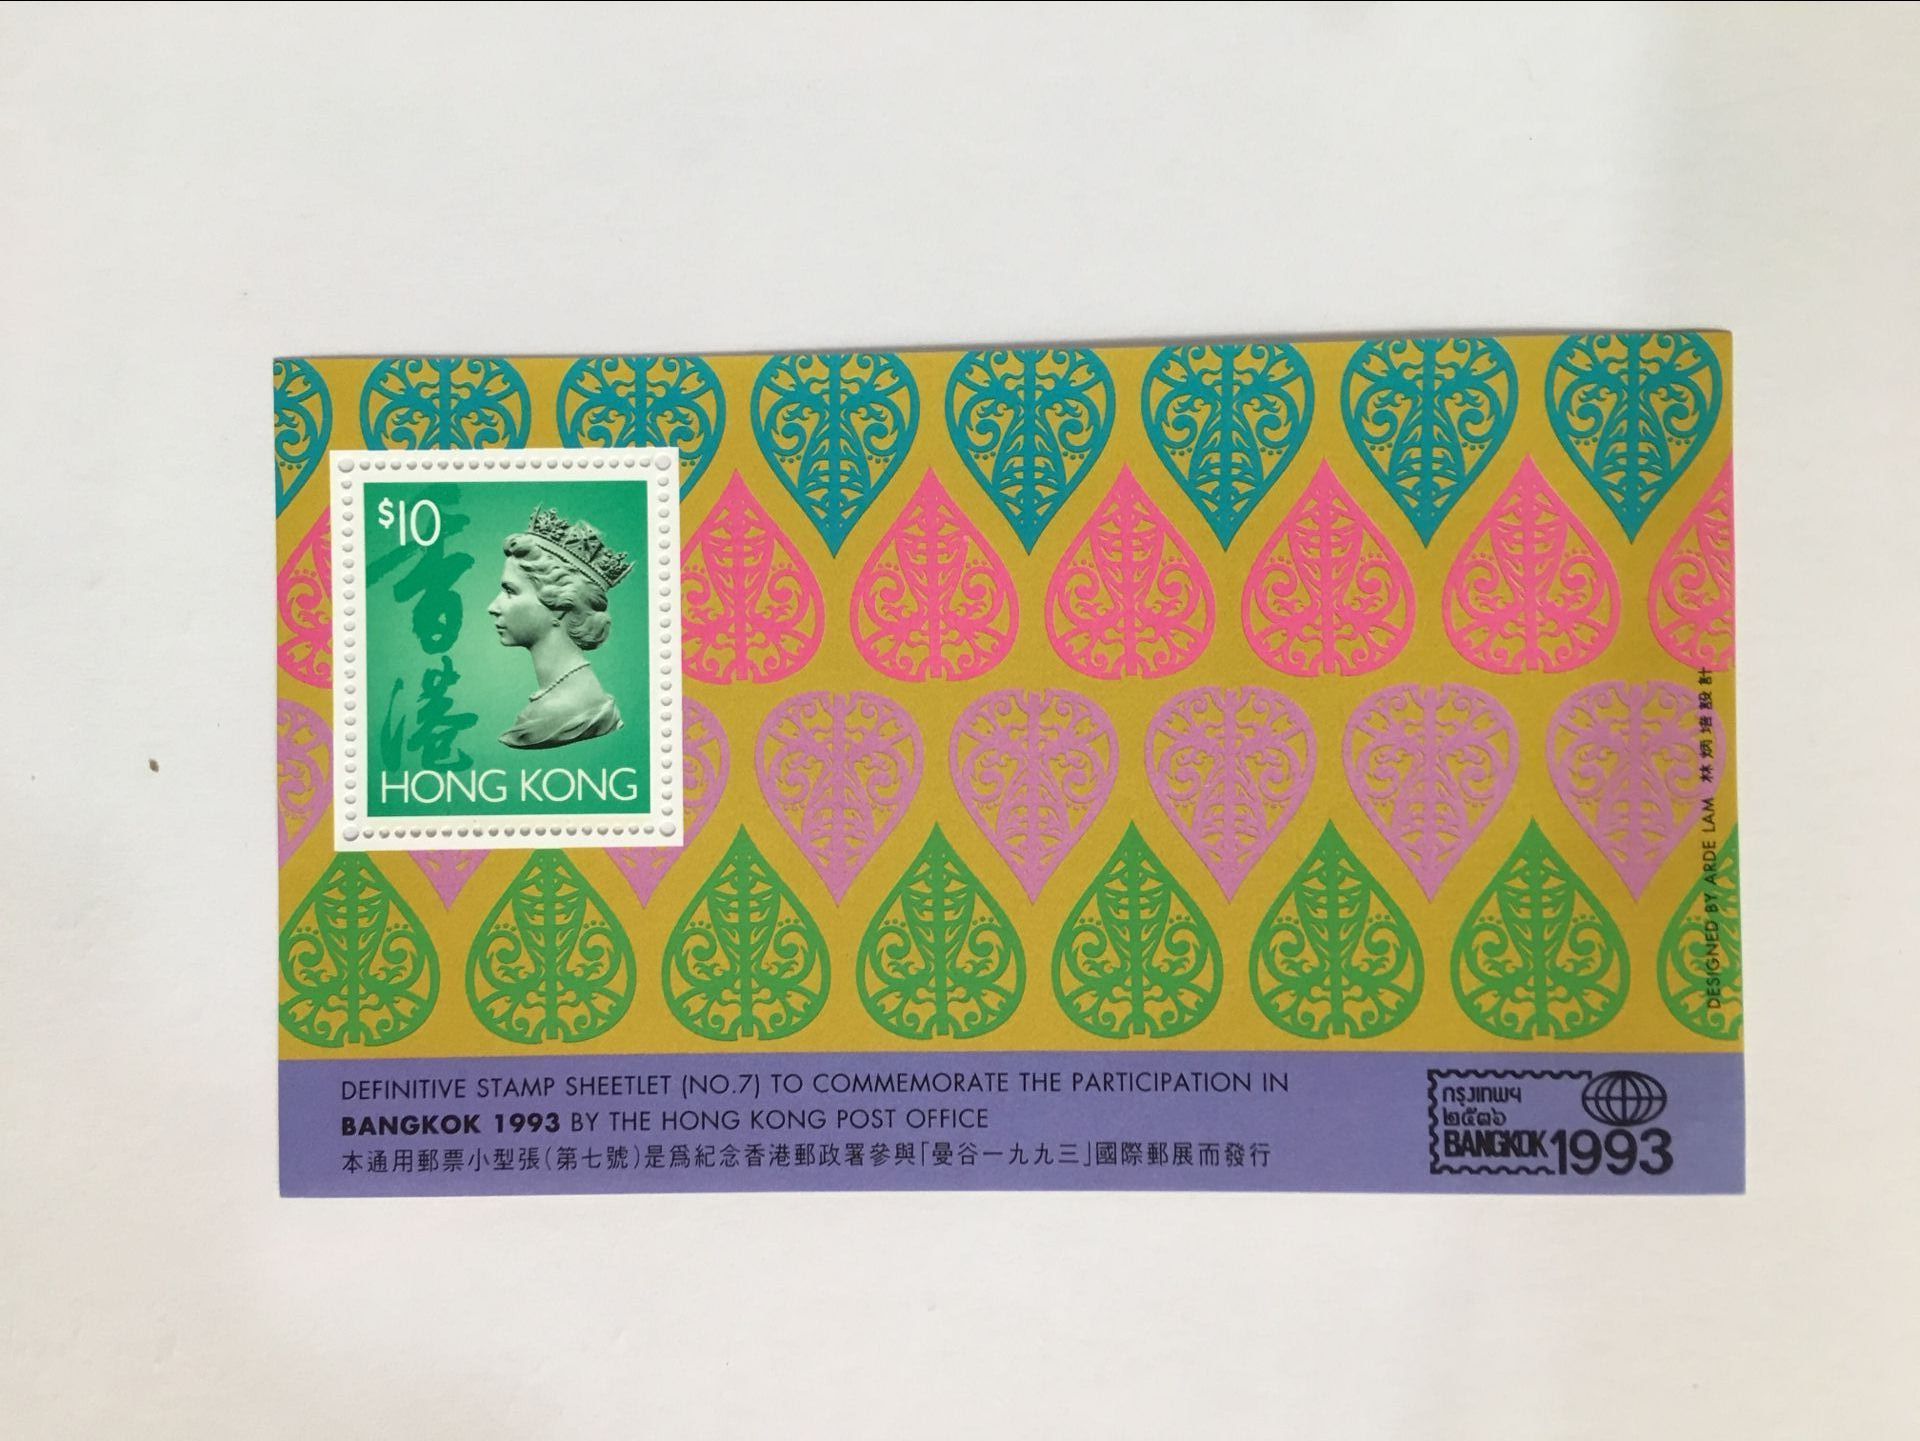 $10
香港
HONG KONG
DESIGNED BY ARDE LAM 林炳培設計
DEFINITIVE STAMP SHEETLET (NO.7) TO COMMEMORATE THE PARTICIPATION IN
BANGKOK 1993 BY THE HONG KONG POST OFFICE
本通用郵票小型張(第七號)是爲紀念香港郵政署參與「曼谷一九九三」國際郵展而發行
กรุงเทพฯ
๒๕๓๖
BANGKOK 1993